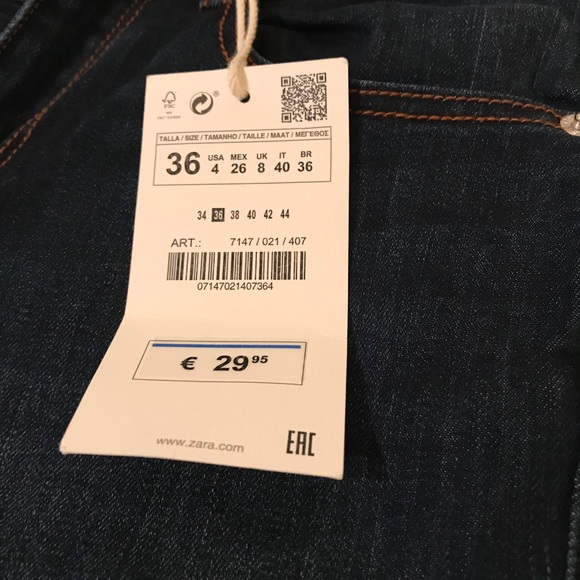 FSC
TALLA / SIZE / TAMANHO / TAILLE / MAAT / ΜΕΓΕΘΟΣ
36 USA 4 MEX 26 UK 8 IT 40 BR 36
34 36 38 40 42 44
ART.: 7147 / 021 / 407
07147021407364
€ 29 95
www.zara.com
EAC